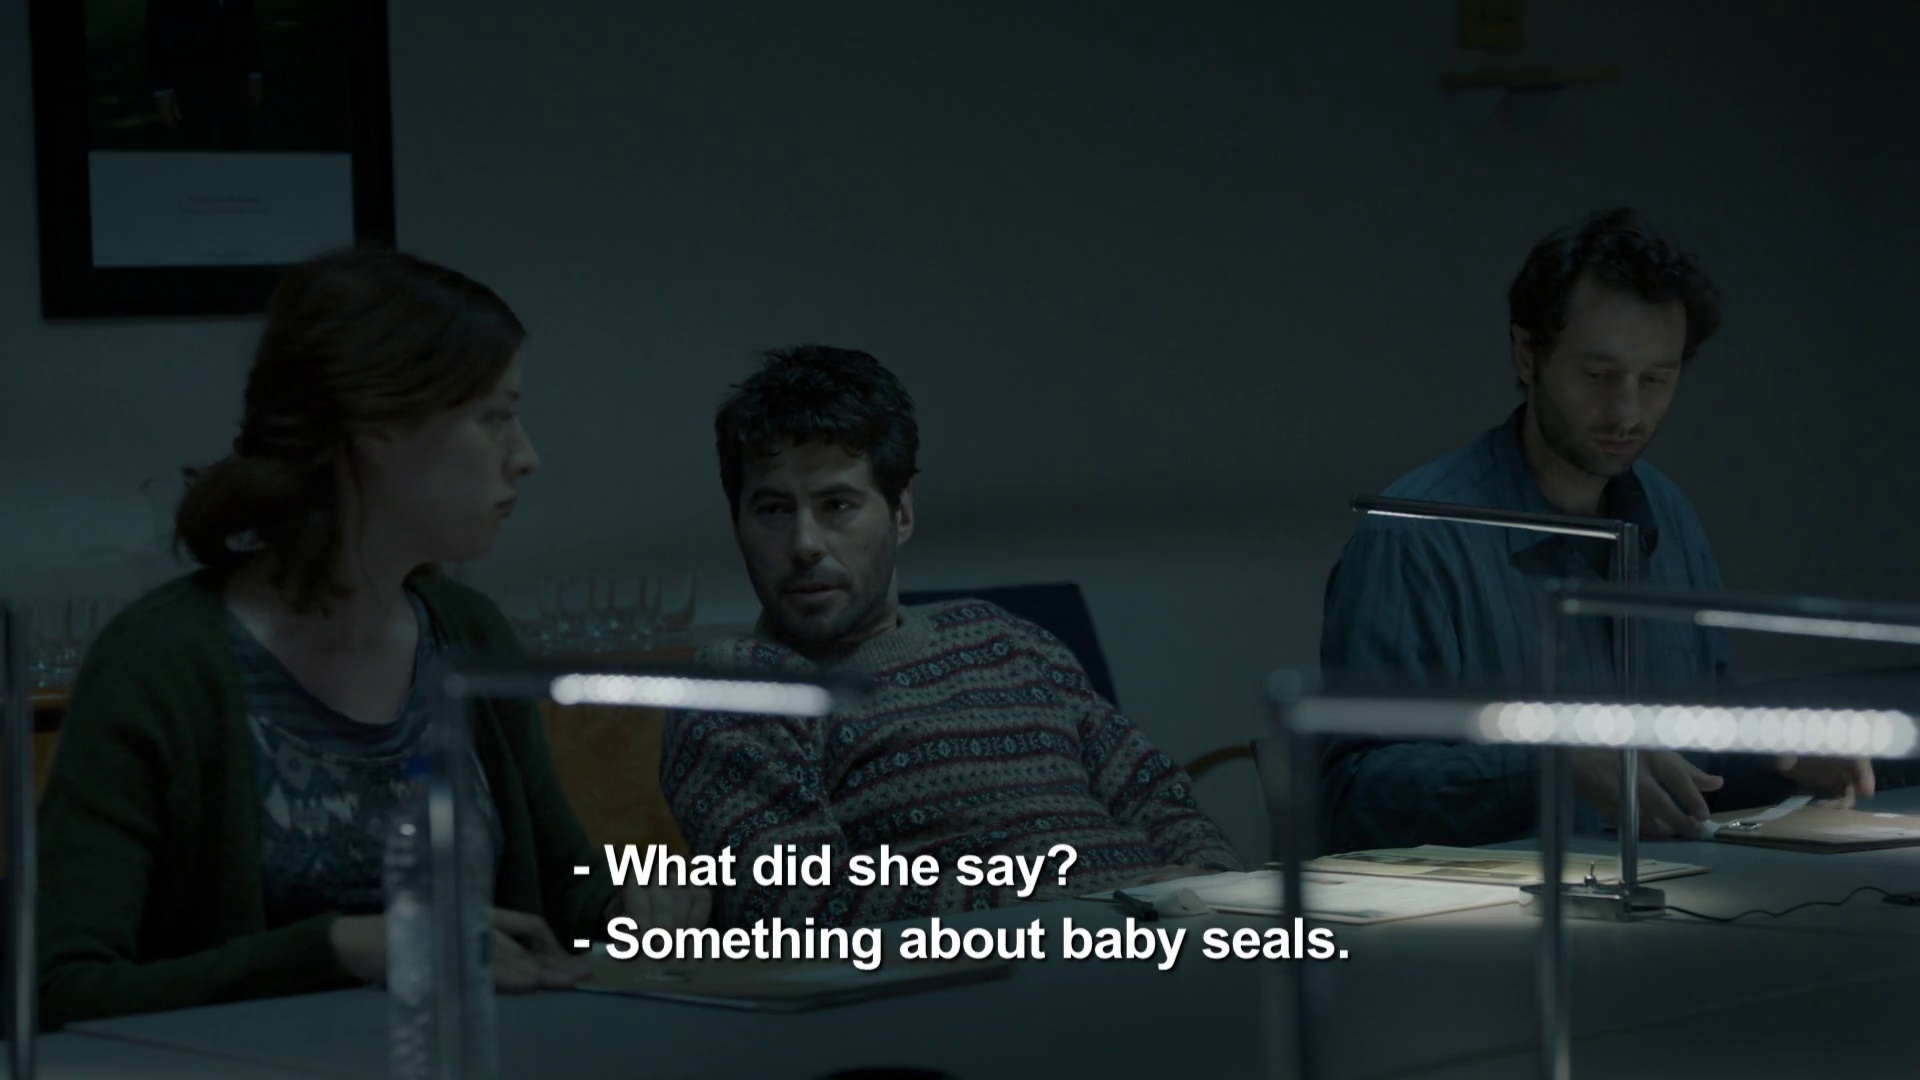 - What did she say?
- Something about baby seals.